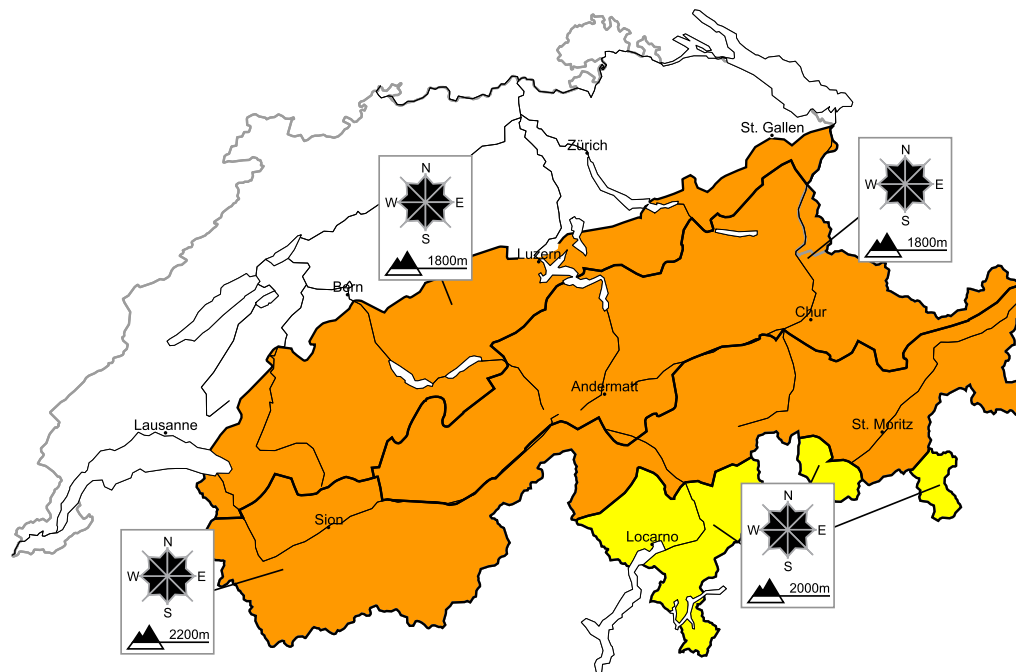 St. Gallen
Zürich
N
W E
S
1800m
N
W E
S
1800m
Luzern
Bern
Chur
Andermatt
Lausanne
St. Moritz
N
W E
S
2000m
Sion
Locarno
N
W E
S
2200m